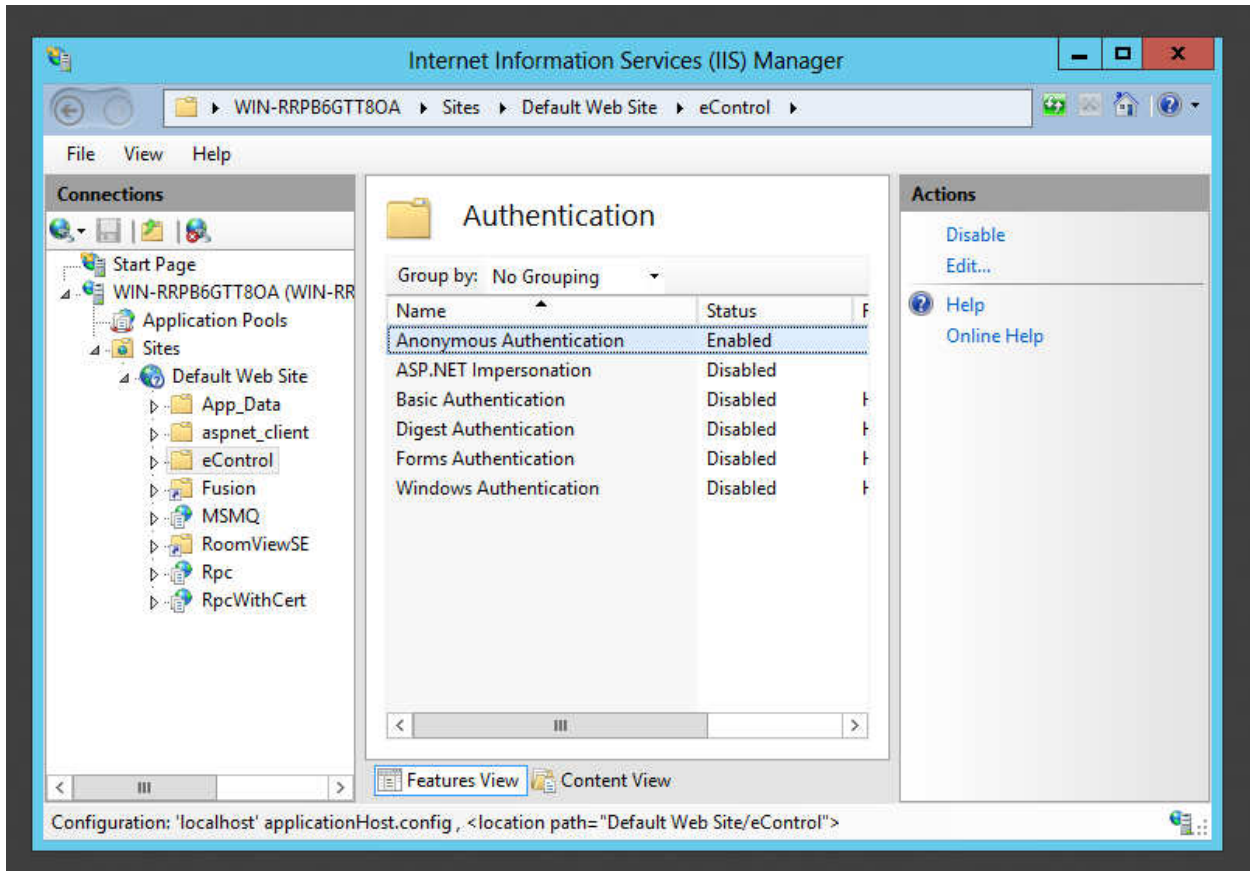 Internet Information Services (IIS) Manager
WIN-RRPB6GTT8OA Sites Default Web Site eControl
File View Help
Connections
Start Page
WIN-RRPB6GTT8OA (WIN-RR
Application Pools
Sites
Default Web Site
App_Data
aspnet_client
eControl
Fusion
MSMQ
RoomViewSE
Rpc
RpcWithCert
Authentication
Group by: No Grouping
Name Status
Anonymous Authentication Enabled
ASP.NET Impersonation Disabled
Basic Authentication Disabled
Digest Authentication Disabled
Forms Authentication Disabled
Windows Authentication Disabled
Features View Content View
Actions
Disable
Edit...
Help
Online Help
Configuration: 'localhost' applicationHost.config , <location path="Default Web Site/eControl">